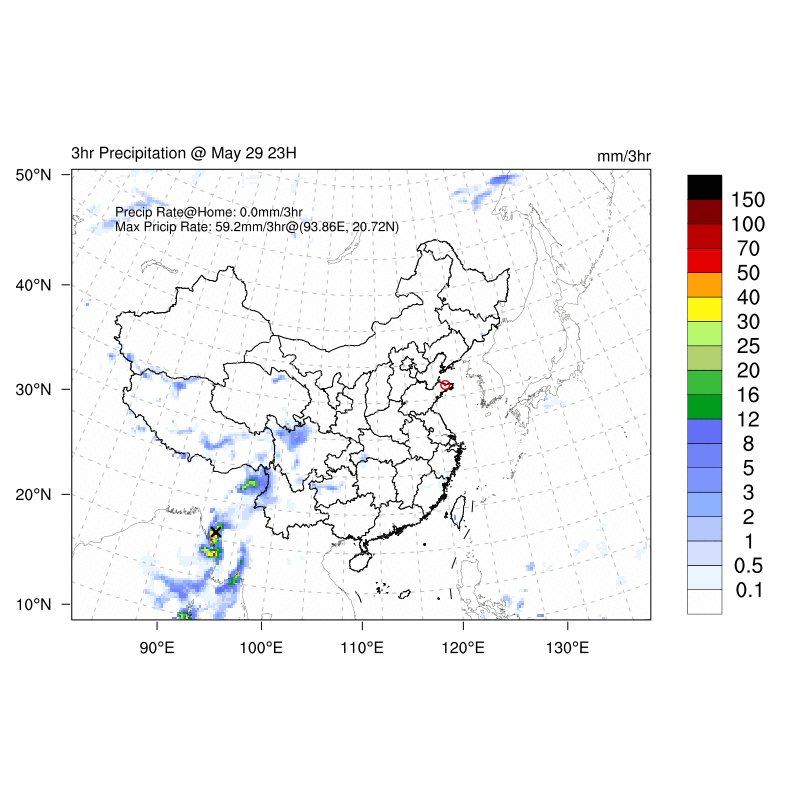 3hr Precipitation @ May 29 23H
mm/3hr
Precip Rate@Home: 0.0mm/3hr
Max Pricip Rate: 59.2mm/3hr@(93.86E, 20.72N)
50°N
40°N
30°N
20°N
10°N
90°E
100°E
110°E
120°E
130°E
150
100
70
50
40
30
25
20
16
12
8
5
3
2
1
0.5
0.1